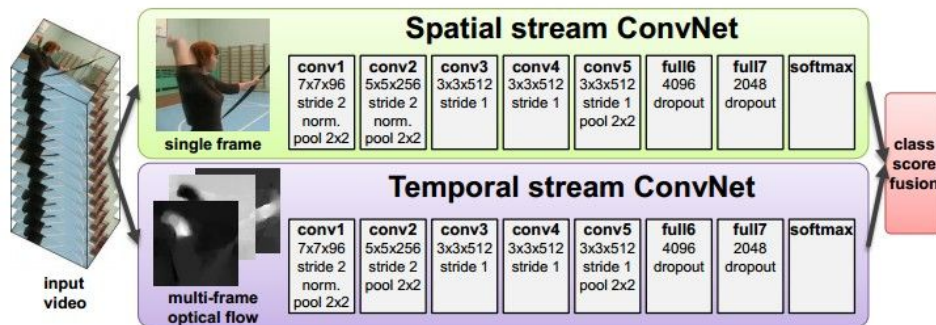 input
video
Spatial stream ConvNet
single frame
conv1
7x7x96
stride 2
norm.
pool 2x2
conv2
5x5x256
stride 2
norm.
pool 2x2
conv3
3x3x512
stride 1
conv4
3x3x512
stride 1
conv5
3x3x512
stride 1
pool 2x2
full6
4096
dropout
full7
2048
dropout
softmax
Temporal stream ConvNet
multi-frame
optical flow
conv1
7x7x96
stride 2
norm.
pool 2x2
conv2
5x5x256
stride 2
pool 2x2
conv3
3x3x512
stride 1
conv4
3x3x512
stride 1
conv5
3x3x512
stride 1
pool 2x2
full6
4096
dropout
full7
2048
dropout
softmax
class
score
fusion